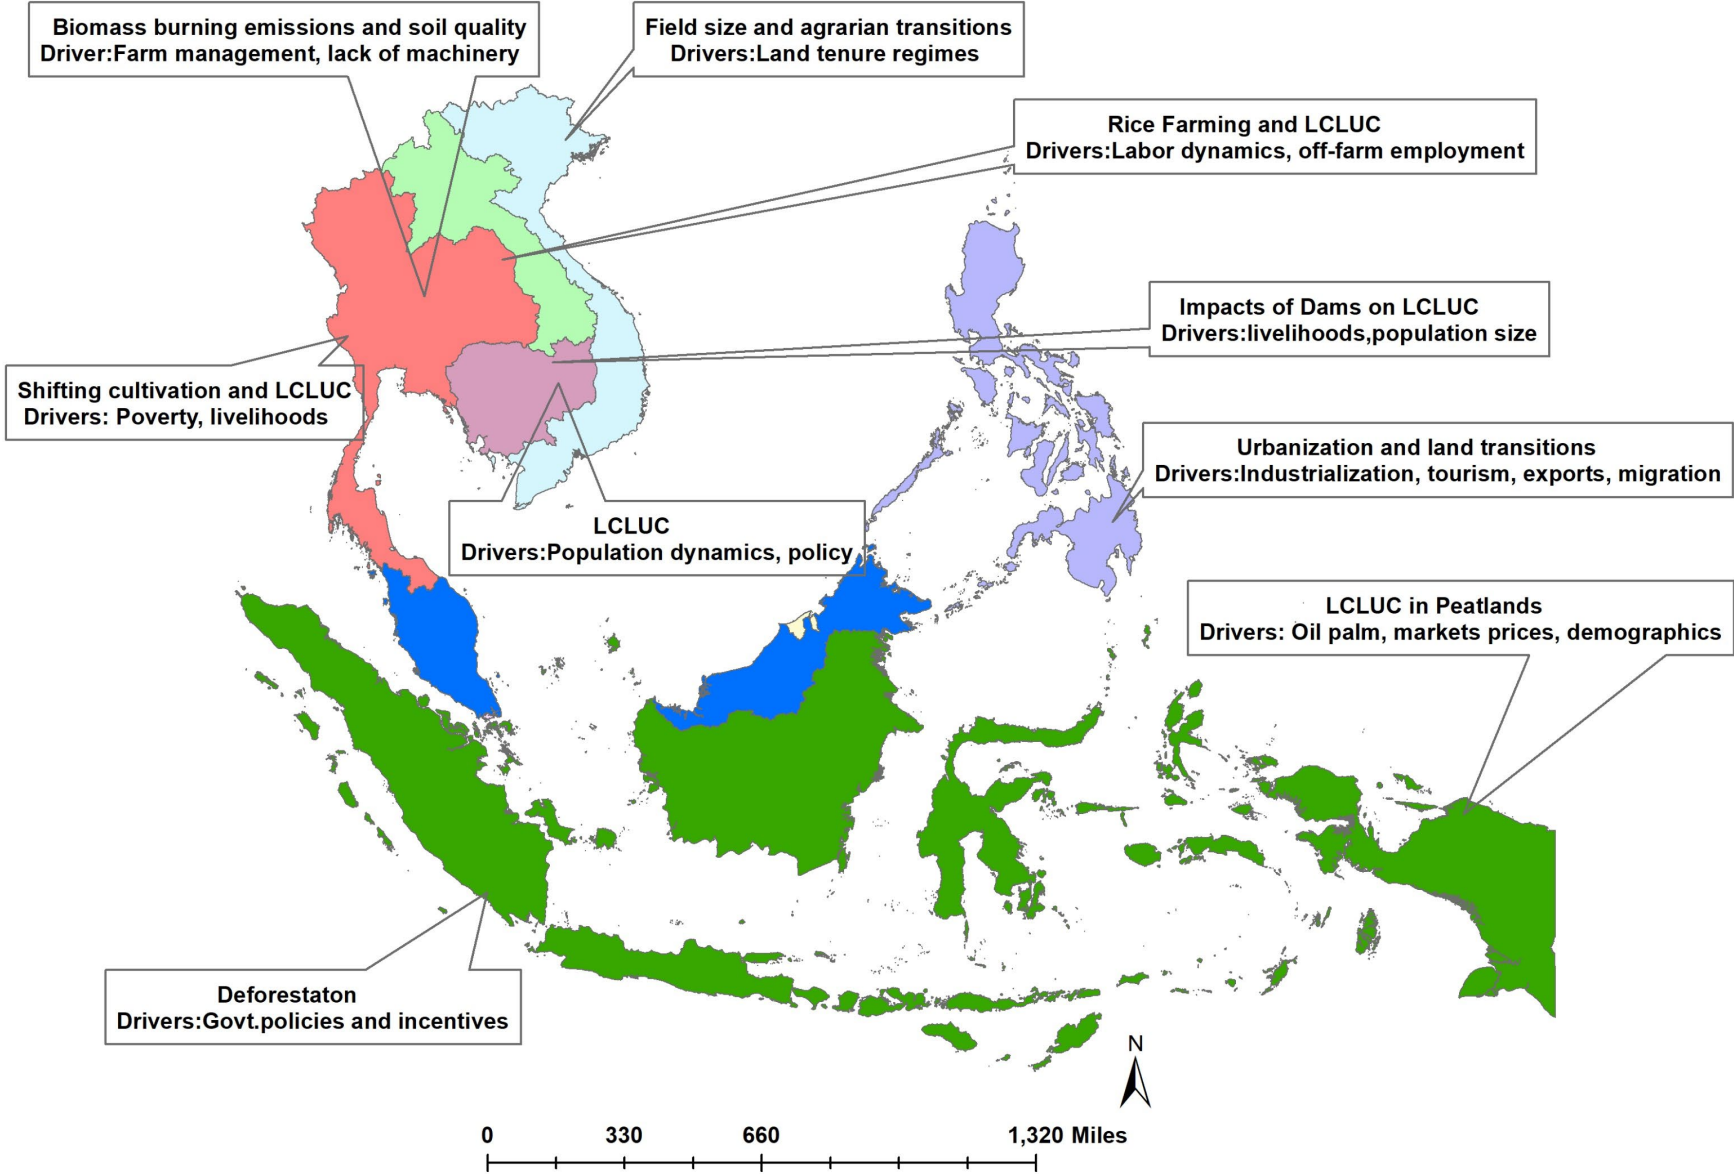 Biomass burning emissions and soil quality
Driver:Farm management, lack of machinery
Field size and agrarian transitions
Drivers:Land tenure regimes
Rice Farming and LCLUC
Drivers:Labor dynamics, off-farm employment
Impacts of Dams on LCLUC
Drivers:livelihoods,population size
Shifting cultivation and LCLUC
Drivers: Poverty, livelihoods
Urbanization and land transitions
Drivers:Industrialization, tourism, exports, migration
LCLUC
Drivers:Population dynamics, policy
LCLUC in Peatlands
Drivers: Oil palm, markets prices, demographics
Deforestaton
Drivers:Govt.policies and incentives
N
0 330 660 1,320 Miles